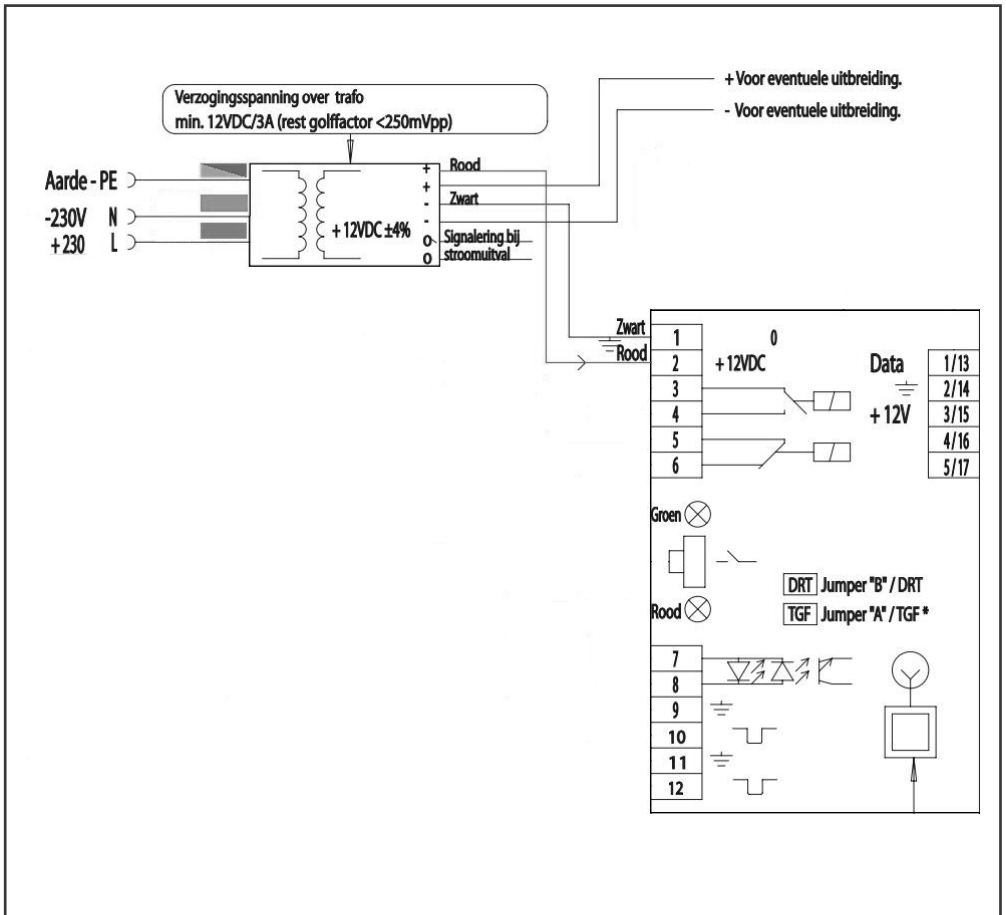 + Voor eventuele uitbreiding.
- Voor eventuele uitbreiding.
Verzogingsspanning over trafo
min. 12VDC/3A (rest golffactor <250mVpp)
Aarde - PE
-230V N
+ 230 L
+ 12VDC ±4%
+
+
-
-
O
O
Rood
Zwart
Signalering bij
stroomuitval
Zwart
Rood
1 0
2 + 12VDC
3
4
5
6
Data 1/13
2/14
+ 12V 3/15
4/16
5/17
Groen
Rood
DRT Jumper "B" / DRT
TGF Jumper "A" / TGF *
7
8
9
10
11
12